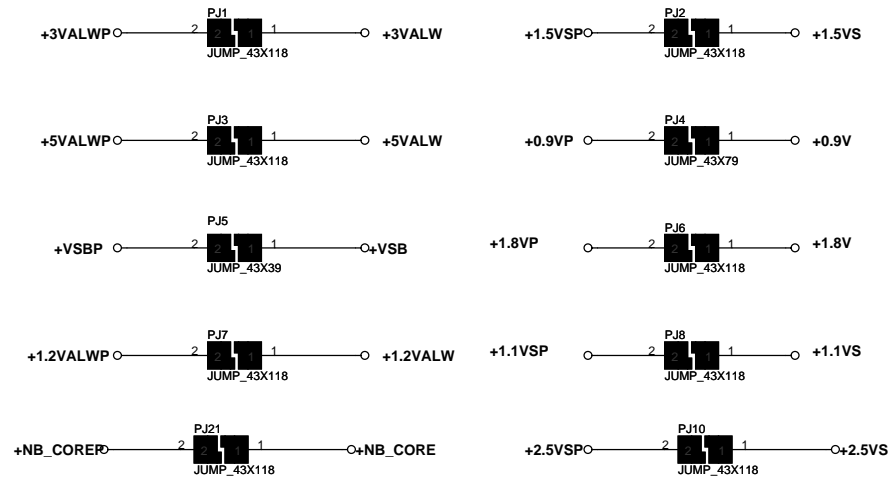 PJ1
+3VALWP 2 2 1 1 +3VALW
JUMP_43X118
PJ2
+1.5VSP 2 2 1 1 +1.5VS
JUMP_43X118
PJ3
+5VALWP 2 2 1 1 +5VALW
JUMP_43X118
PJ4
+0.9VP 2 2 1 1 +0.9V
JUMP_43X79
PJ5
+VSBP 2 2 1 1 +VSB
JUMP_43X39
PJ6
+1.8VP 2 2 1 1 +1.8V
JUMP_43X118
PJ7
+1.2VALWP 2 2 1 1 +1.2VALW
JUMP_43X118
PJ8
+1.1VSP 2 2 1 1 +1.1VS
JUMP_43X118
PJ21
+NB_COREP 2 2 1 1 +NB_CORE
JUMP_43X118
PJ10
+2.5VSP 2 2 1 1 +2.5VS
JUMP_43X118